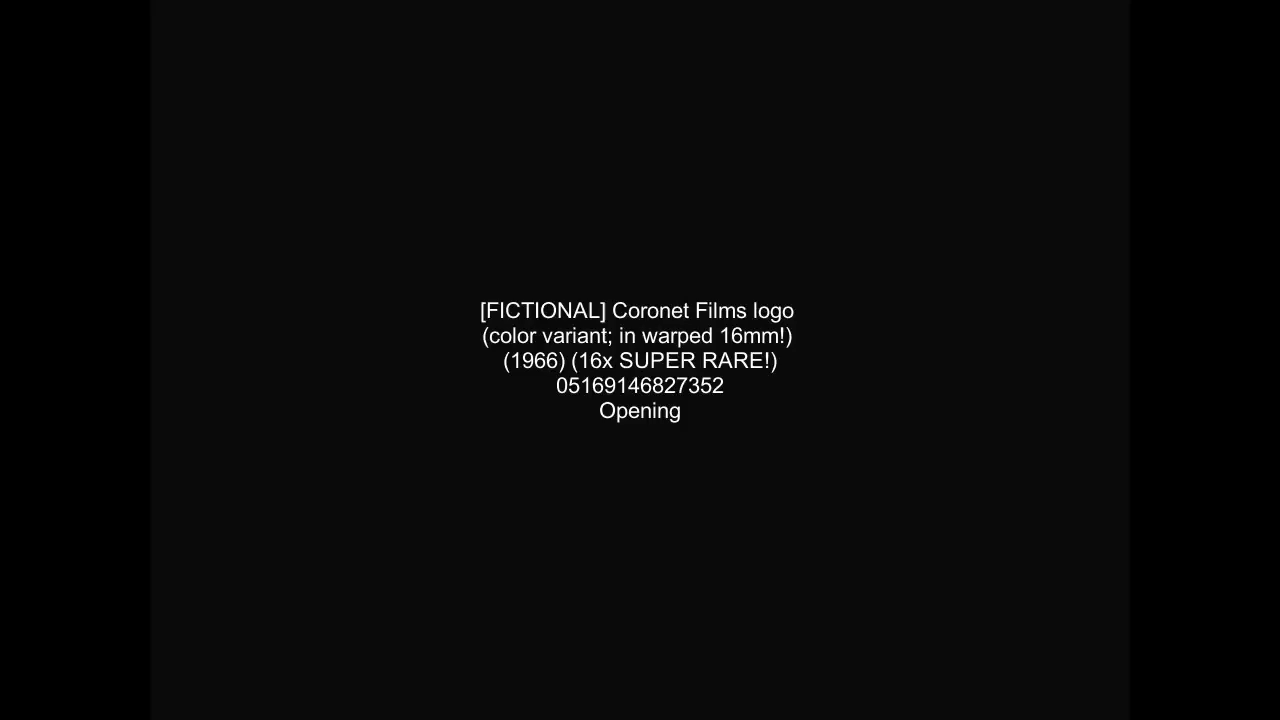 [FICTIONAL] Coronet Films logo
(color variant; in warped 16mm!)
(1966) (16x SUPER RARE!)
05169146827352
Opening